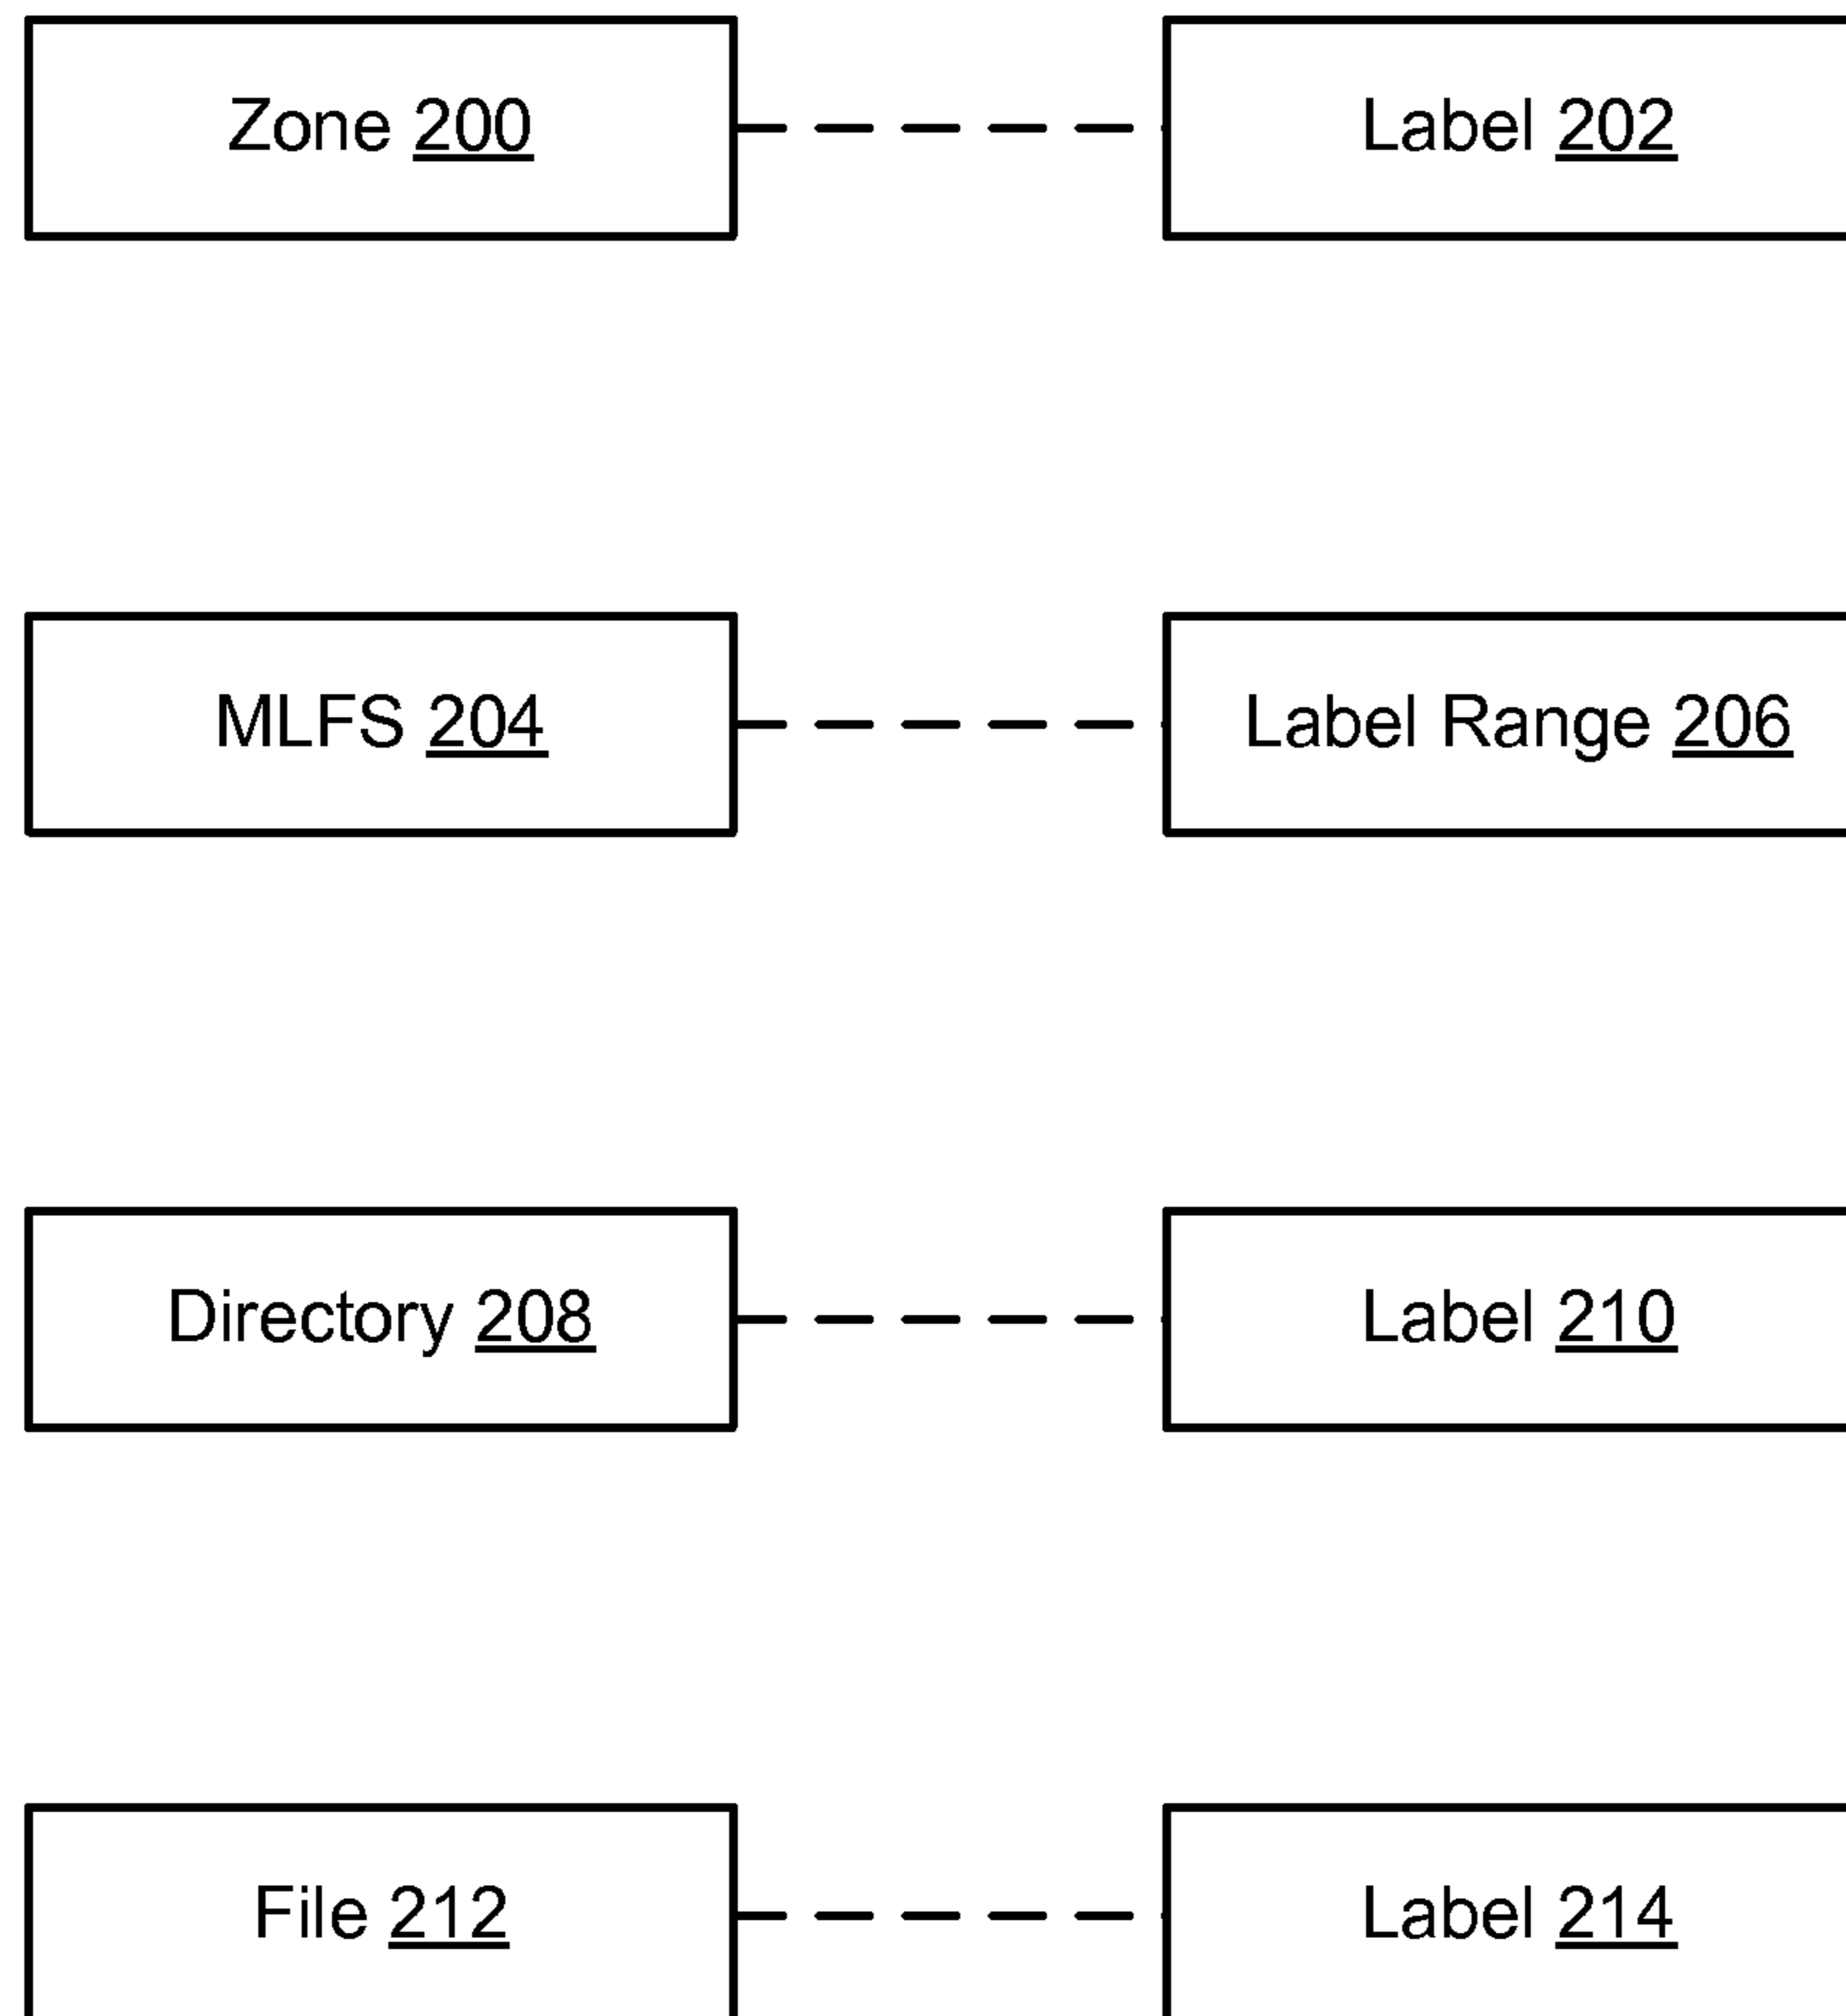 Zone 200
Label 202
MLFS 204
Label Range 206
Directory 208
Label 210
File 212
Label 214